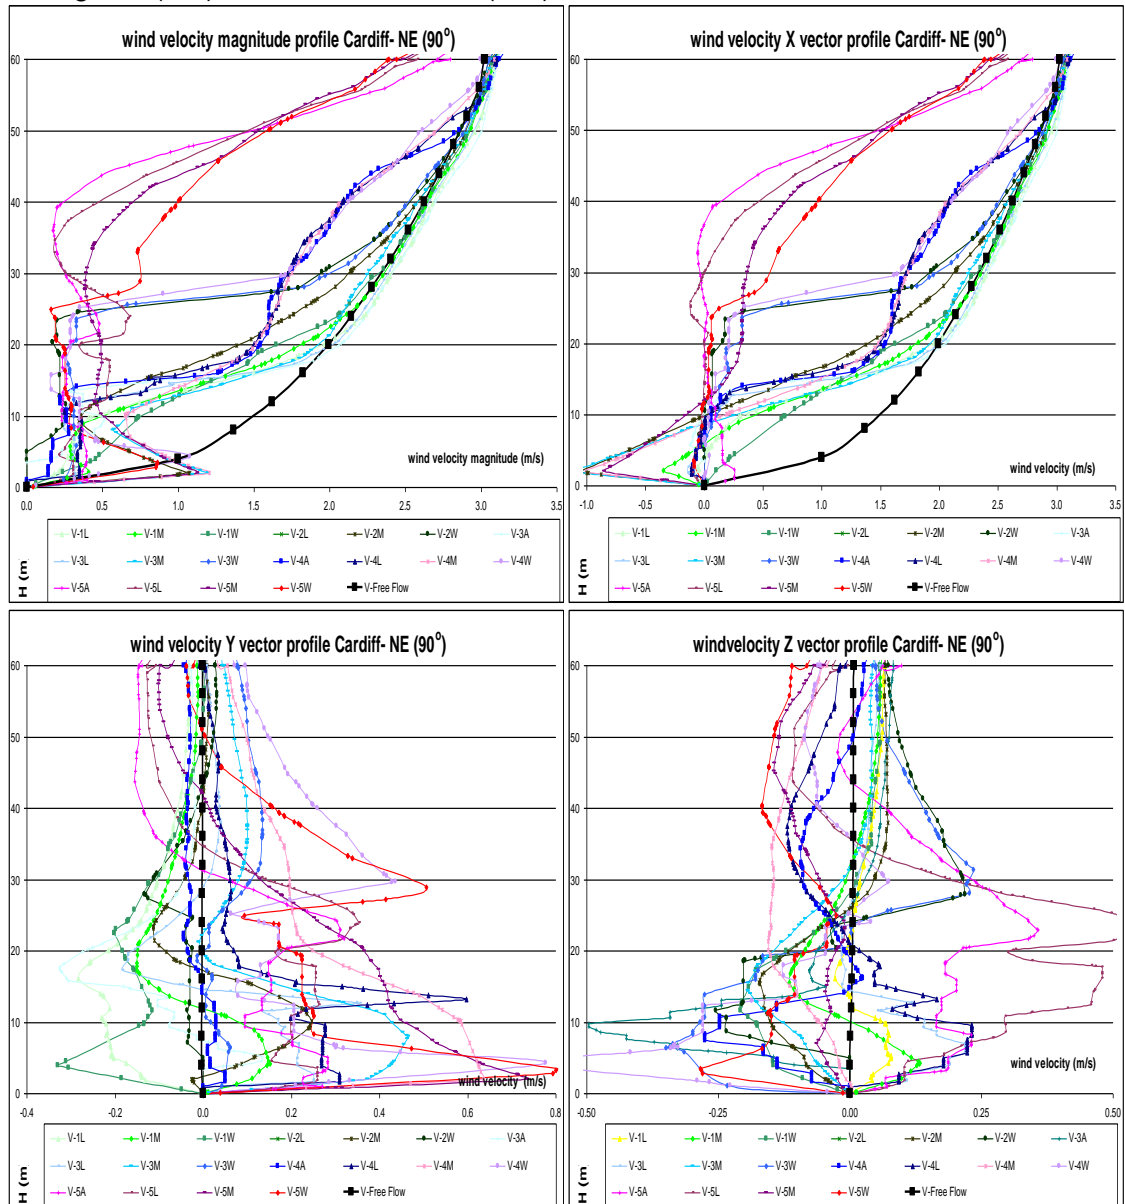 wind velocity magnitude profile Cardiff- NE (90°)
60
50
40
30
20
10
0
wind velocity magnitude (m/s)
0.0 0.5 1.0 1.5 2.0 2.5 3.0 3.5
V-1L V-1M V-1W V-2L V-2M V-2W V-3A
V-3L V-3M V-3W V-4A V-4L V-4M V-4W
V-5A V-5L V-5M V-5W V-Free Flow
H (m
wind velocity X vector profile Cardiff- NE (90°)
60
50
40
30
20
10
0
wind velocity (m/s)
-1.0 -0.5 0.0 0.5 1.0 1.5 2.0 2.5 3.0 3.5
V-1L V-1M V-1W V-2L V-2M V-2W V-3A
V-3L V-3M V-3W V-4A V-4L V-4M V-4W
V-5A V-5L V-5M V-5W V-Free Flow
H (m
wind velocity Y vector profile Cardiff- NE (90°)
60
50
40
30
20
10
0
wind velocity (m/s)
-0.4 -0.2 0.0 0.2 0.4 0.6 0.8
V-1L V-1M V-1W V-2L V-2M V-2W V-3A
V-3L V-3M V-3W V-4A V-4L V-4M V-4W
V-5A V-5L V-5M V-5W V-Free Flow
H (m
windvelocity Z vector profile Cardiff- NE (90°)
60
50
40
30
20
10
0
wind velocity (m/s)
-0.50 -0.25 0.00 0.25 0.50
V-1L V-1M V-1W V-2L V-2M V-2W V-3A
V-3L V-3M V-3W V-4A V-4L V-4M V-4W
V-5A V-5L V-5M V-5W V-Free Flow
H (m